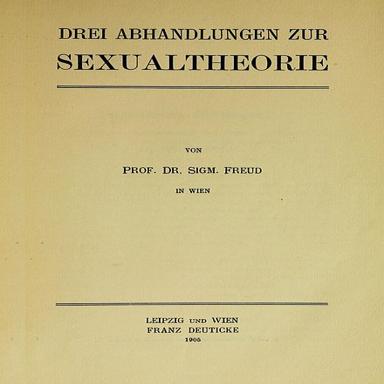 DREI ABHANDLUNGEN ZUR
SEXUALTHEORIE
VON
PROF. DR. SIGM. FREUD
IN WIEN
LEIPZIG UND WIEN
FRANZ DEUTICKE
1905